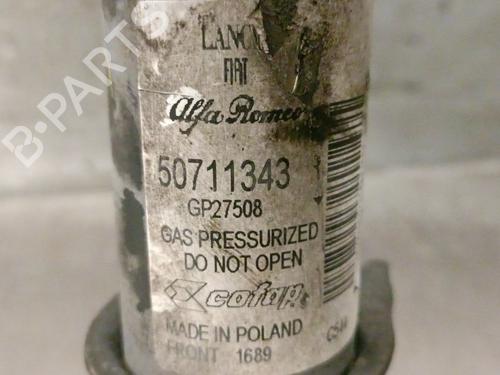 LANC
FIAT
Alfa Romeo
50711343
GP27508
GAS PRESSURIZED
DO NOT OPEN
cofap
MADE IN POLAND
FRONT 1689
B-PARTS